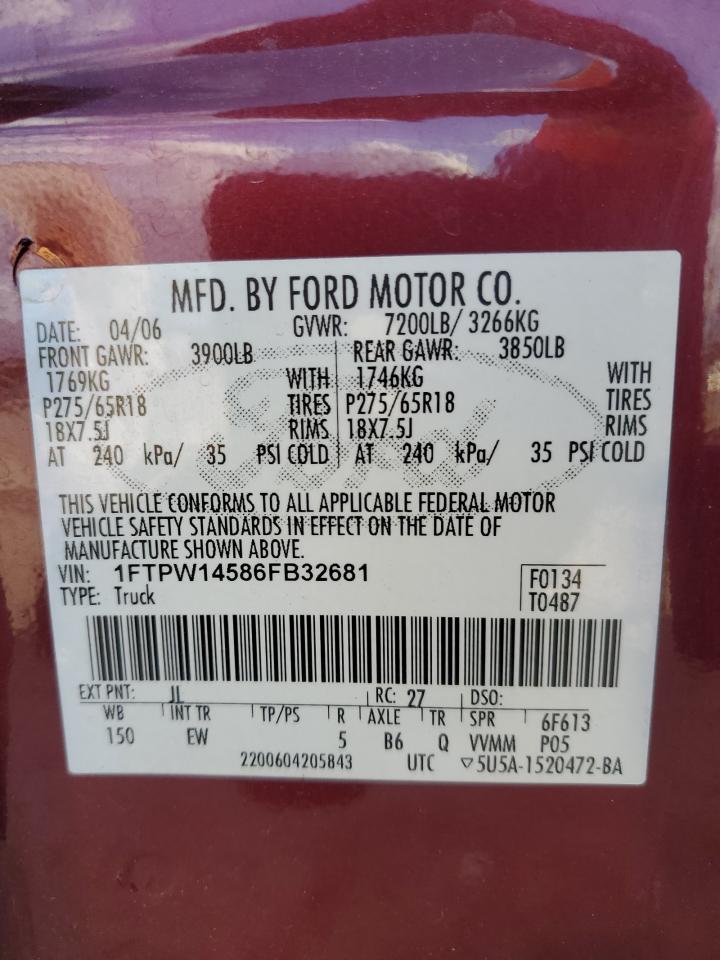 MFD. BY FORD MOTOR CO.
DATE: 04/06 GVWR: 7200LB/ 3266KG
FRONT GAWR: 3900LB REAR GAWR: 3850LB
1769KG WITH 1746KG WITH
P275/65R18 TIRES P275/65R18 TIRES
18X7.5J RIMS 18X7.5J RIMS
AT 240 kPa/ 35 PSI COLD AT 240 kPa/ 35 PSI COLD
THIS VEHICLE CONFORMS TO ALL APPLICABLE FEDERAL MOTOR
VEHICLE SAFETY STANDARDS IN EFFECT ON THE DATE OF
MANUFACTURE SHOWN ABOVE.
VIN: 1FTPW14586FB32681 F0134
TYPE: Truck T0487
EXT PNT: JL RC: 27 DSO:
WB INT TR TP/PS R AXLE TR SPR 6F613
150 EW 5 B6 Q VVMM P05
2200604205843 UTC ▽5U5A-1520472-BA